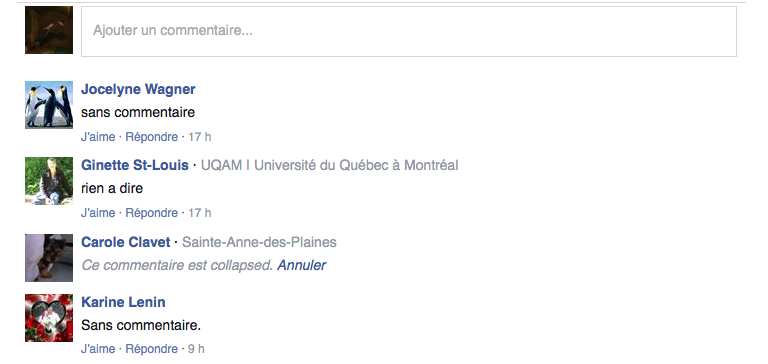 Ajouter un commentaire...
Jocelyne Wagner
sans commentaire
J'aime · Répondre · 17 h
Ginette St-Louis · UQAM | Université du Québec à Montréal
rien a dire
J'aime · Répondre · 17 h
Carole Clavet · Sainte-Anne-des-Plaines
Ce commentaire est collapsed. Annuler
Karine Lenin
Sans commentaire.
J'aime · Répondre · 9 h